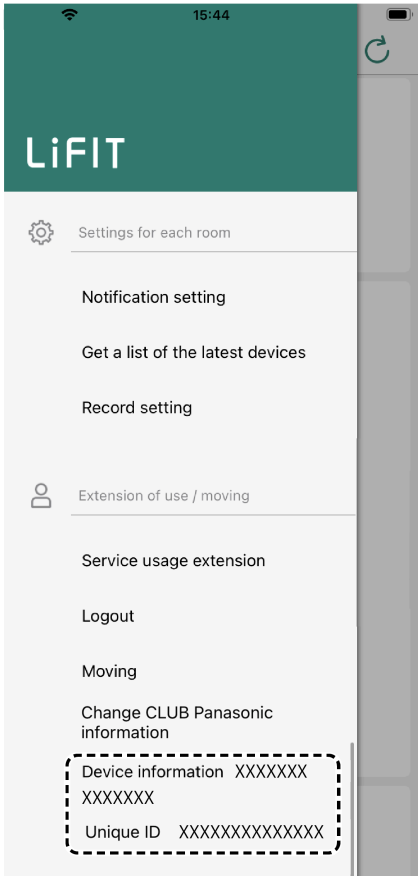 15:44
LiFIT
Settings for each room
Notification setting
Get a list of the latest devices
Record setting
Extension of use / moving
Service usage extension
Logout
Moving
Change CLUB Panasonic
information
Device information XXXXXXX
XXXXXXX
Unique ID XXXXXXXXXXXXXX